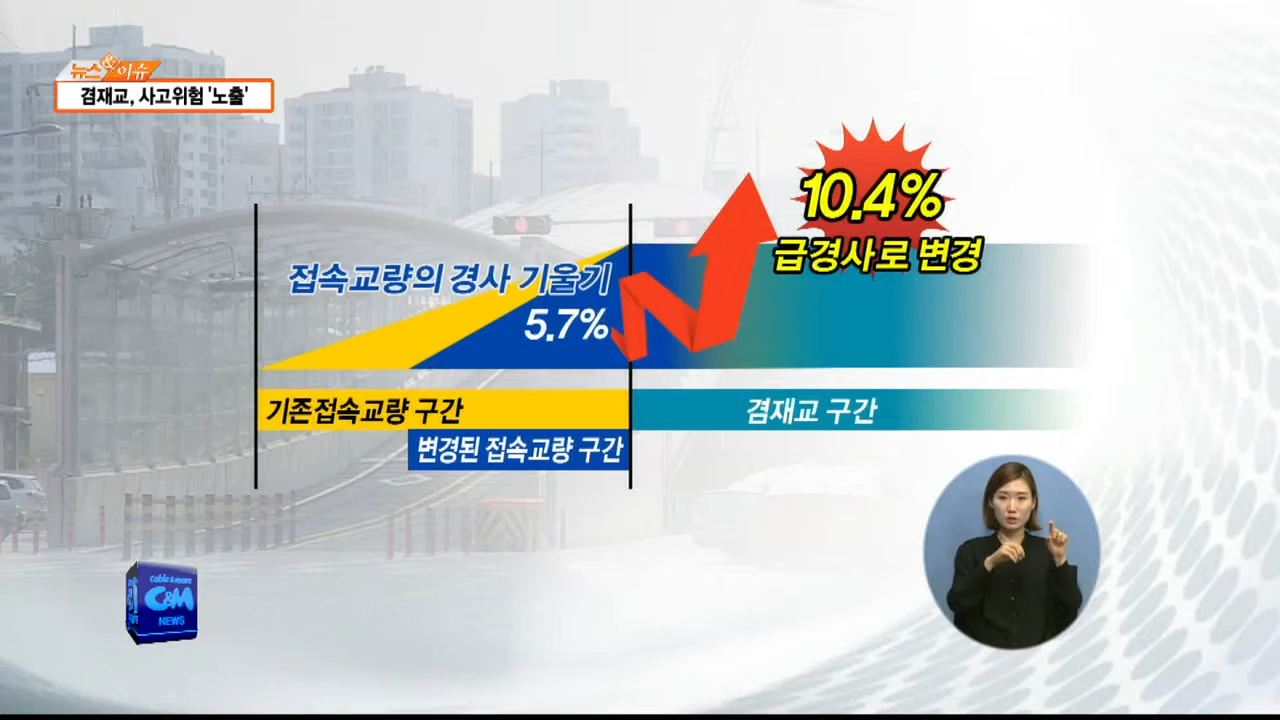 뉴스&이슈
겸재교, 사고위험 '노출'
10.4%
급경사로 변경
접속교량의 경사 기울기
5.7%
기존접속교량 구간
겸재교 구간
변경된 접속교량 구간
Cable & more
C&M
NEWS